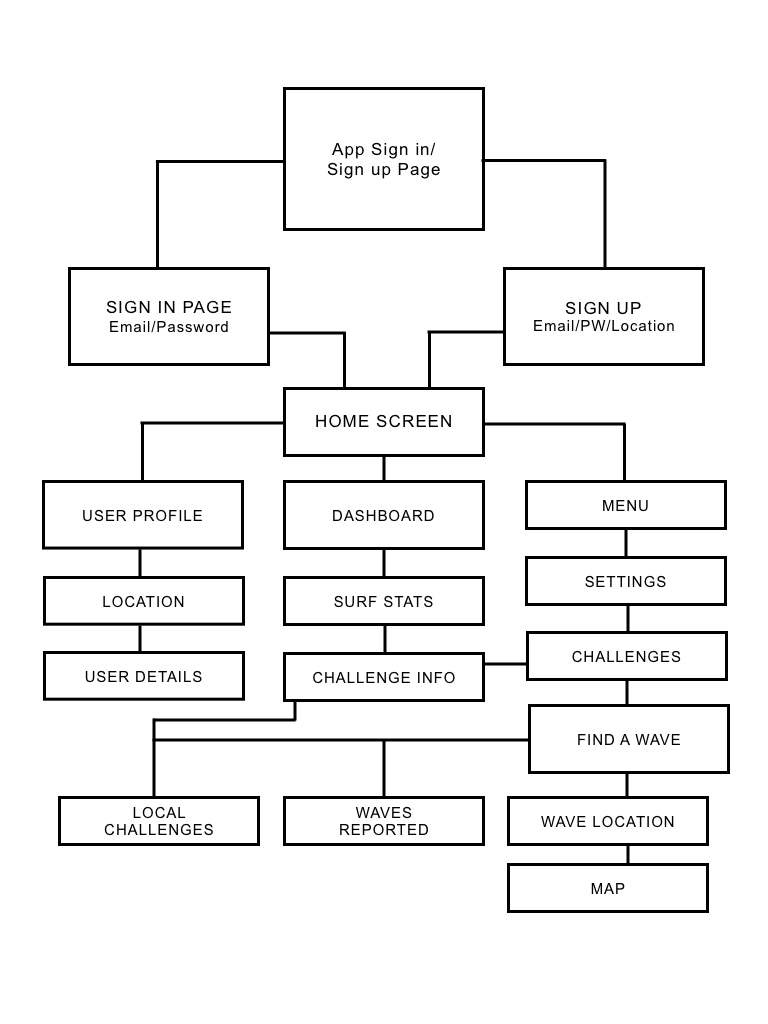 App Sign in/
Sign up Page
SIGN IN PAGE
Email/Password
SIGN UP
Email/PW/Location
HOME SCREEN
USER PROFILE
DASHBOARD
MENU
LOCATION
SURF STATS
SETTINGS
USER DETAILS
CHALLENGE INFO
CHALLENGES
FIND A WAVE
LOCAL
CHALLENGES
WAVES
REPORTED
WAVE LOCATION
MAP